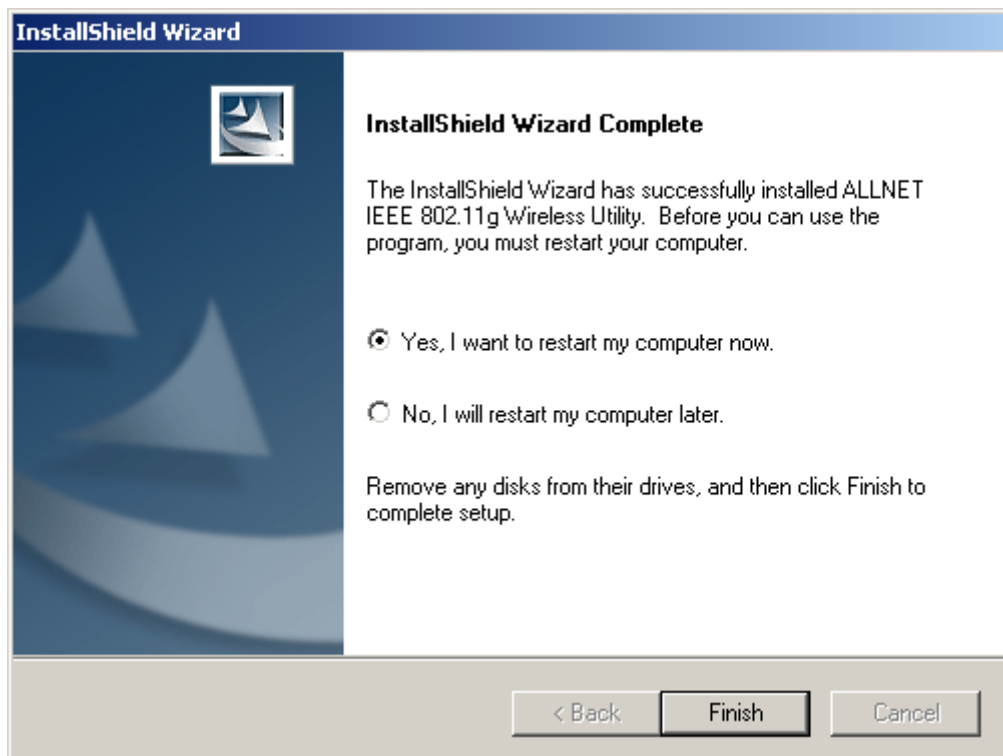 InstallShield Wizard
InstallShield Wizard Complete
The InstallShield Wizard has successfully installed ALLNET
IEEE 802.11g Wireless Utility. Before you can use the
program, you must restart your computer.
Yes, I want to restart my computer now.
No, I will restart my computer later.
Remove any disks from their drives, and then click Finish to
complete setup.
< Back
Finish
Cancel